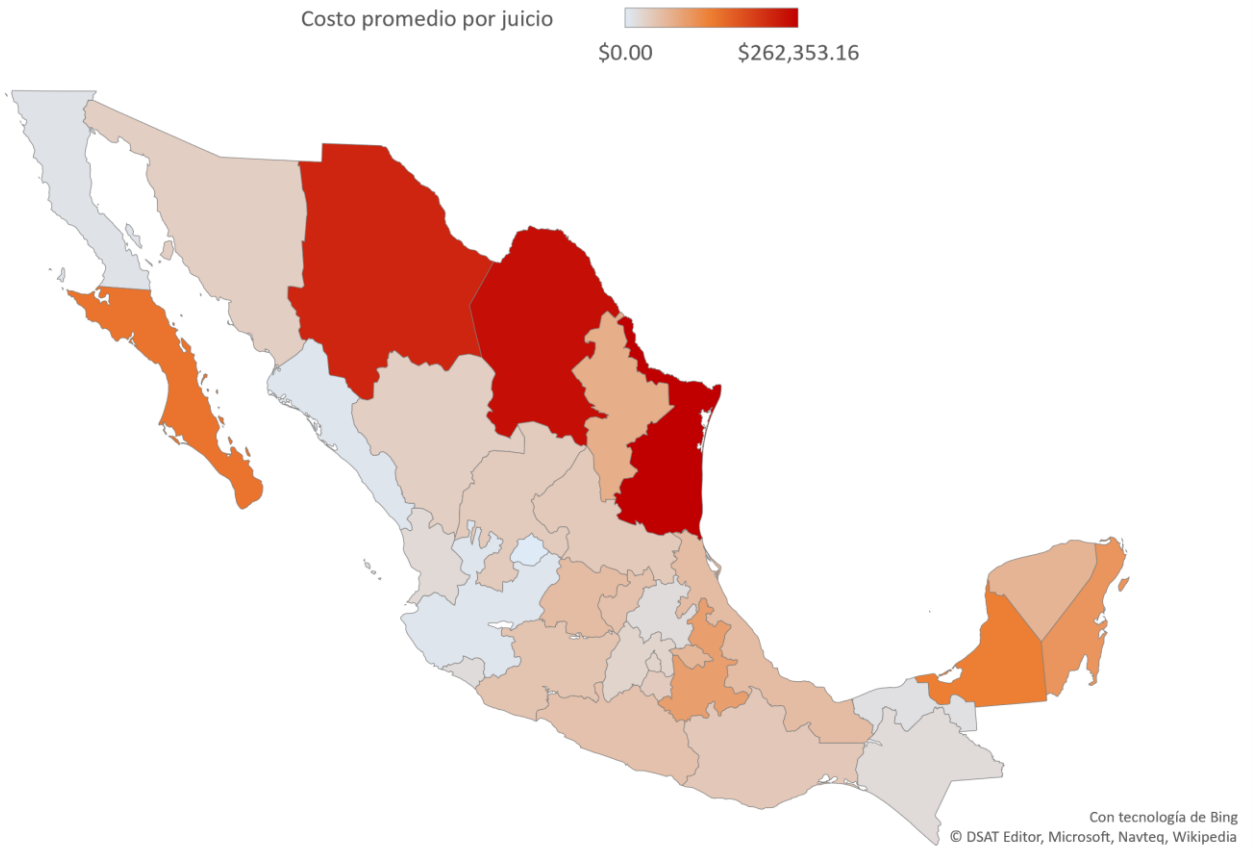 Costo promedio por juicio
$0.00 $262,353.16
Con tecnología de Bing
© DSAT Editor, Microsoft, Navteq, Wikipedia